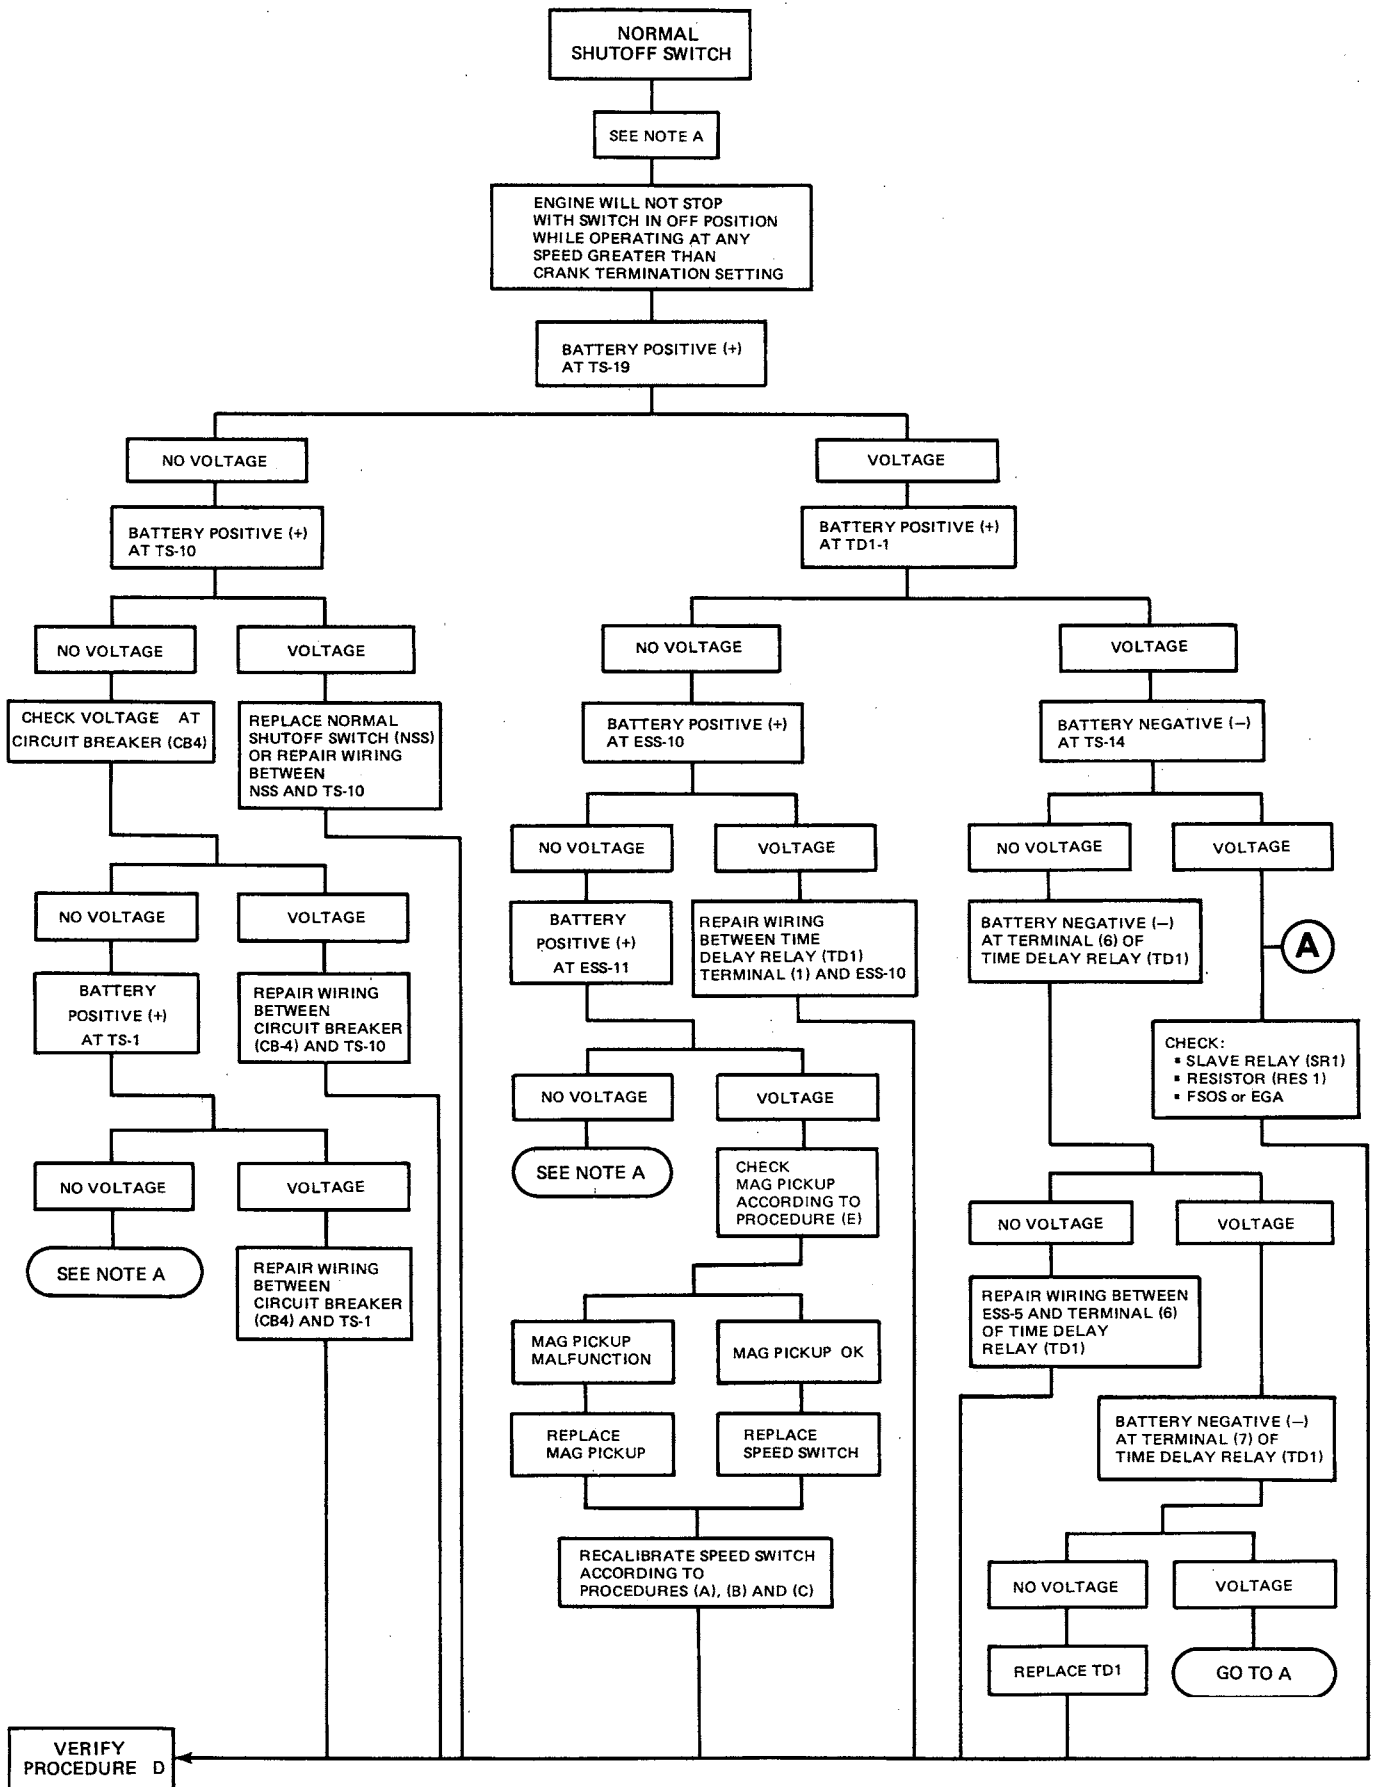 NORMAL
SHUTOFF SWITCH
SEE NOTE A
ENGINE WILL NOT STOP
WITH SWITCH IN OFF POSITION
WHILE OPERATING AT ANY
SPEED GREATER THAN
CRANK TERMINATION SETTING
BATTERY POSITIVE (+)
AT TS-19
NO VOLTAGE
BATTERY POSITIVE (+)
AT TS-10
NO VOLTAGE
CHECK VOLTAGE AT
CIRCUIT BREAKER (CB4)
NO VOLTAGE
BATTERY
POSITIVE (+)
AT TS-1
NO VOLTAGE
SEE NOTE A
VOLTAGE
REPAIR WIRING
BETWEEN
CIRCUIT BREAKER
(CB4) AND TS-1
VOLTAGE
REPAIR WIRING
BETWEEN
CIRCUIT BREAKER
(CB-4) AND TS-10
VOLTAGE
REPLACE NORMAL
SHUTOFF SWITCH (NSS)
OR REPAIR WIRING
BETWEEN
NSS AND TS-10
VOLTAGE
BATTERY POSITIVE (+)
AT TD1-1
NO VOLTAGE
BATTERY POSITIVE (+)
AT ESS-10
NO VOLTAGE
BATTERY
POSITIVE (+)
AT ESS-11
NO VOLTAGE
SEE NOTE A
VOLTAGE
CHECK
MAG PICKUP
ACCORDING TO
PROCEDURE (E)
MAG PICKUP
MALFUNCTION
REPLACE
MAG PICKUP
MAG PICKUP OK
REPLACE
SPEED SWITCH
RECALIBRATE SPEED SWITCH
ACCORDING TO
PROCEDURES (A), (B) AND (C)
VOLTAGE
REPAIR WIRING
BETWEEN TIME
DELAY RELAY (TD1)
TERMINAL (1) AND ESS-10
VOLTAGE
BATTERY NEGATIVE (−)
AT TS-14
NO VOLTAGE
BATTERY NEGATIVE (−)
AT TERMINAL (6) OF
TIME DELAY RELAY (TD1)
NO VOLTAGE
REPAIR WIRING BETWEEN
ESS-5 AND TERMINAL (6)
OF TIME DELAY
RELAY (TD1)
VOLTAGE
BATTERY NEGATIVE (−)
AT TERMINAL (7) OF
TIME DELAY RELAY (TD1)
NO VOLTAGE
REPLACE TD1
VOLTAGE
GO TO A
VOLTAGE
A
CHECK:
▪ SLAVE RELAY (SR1)
▪ RESISTOR (RES 1)
▪ FSOS or EGA
VERIFY
PROCEDURE D